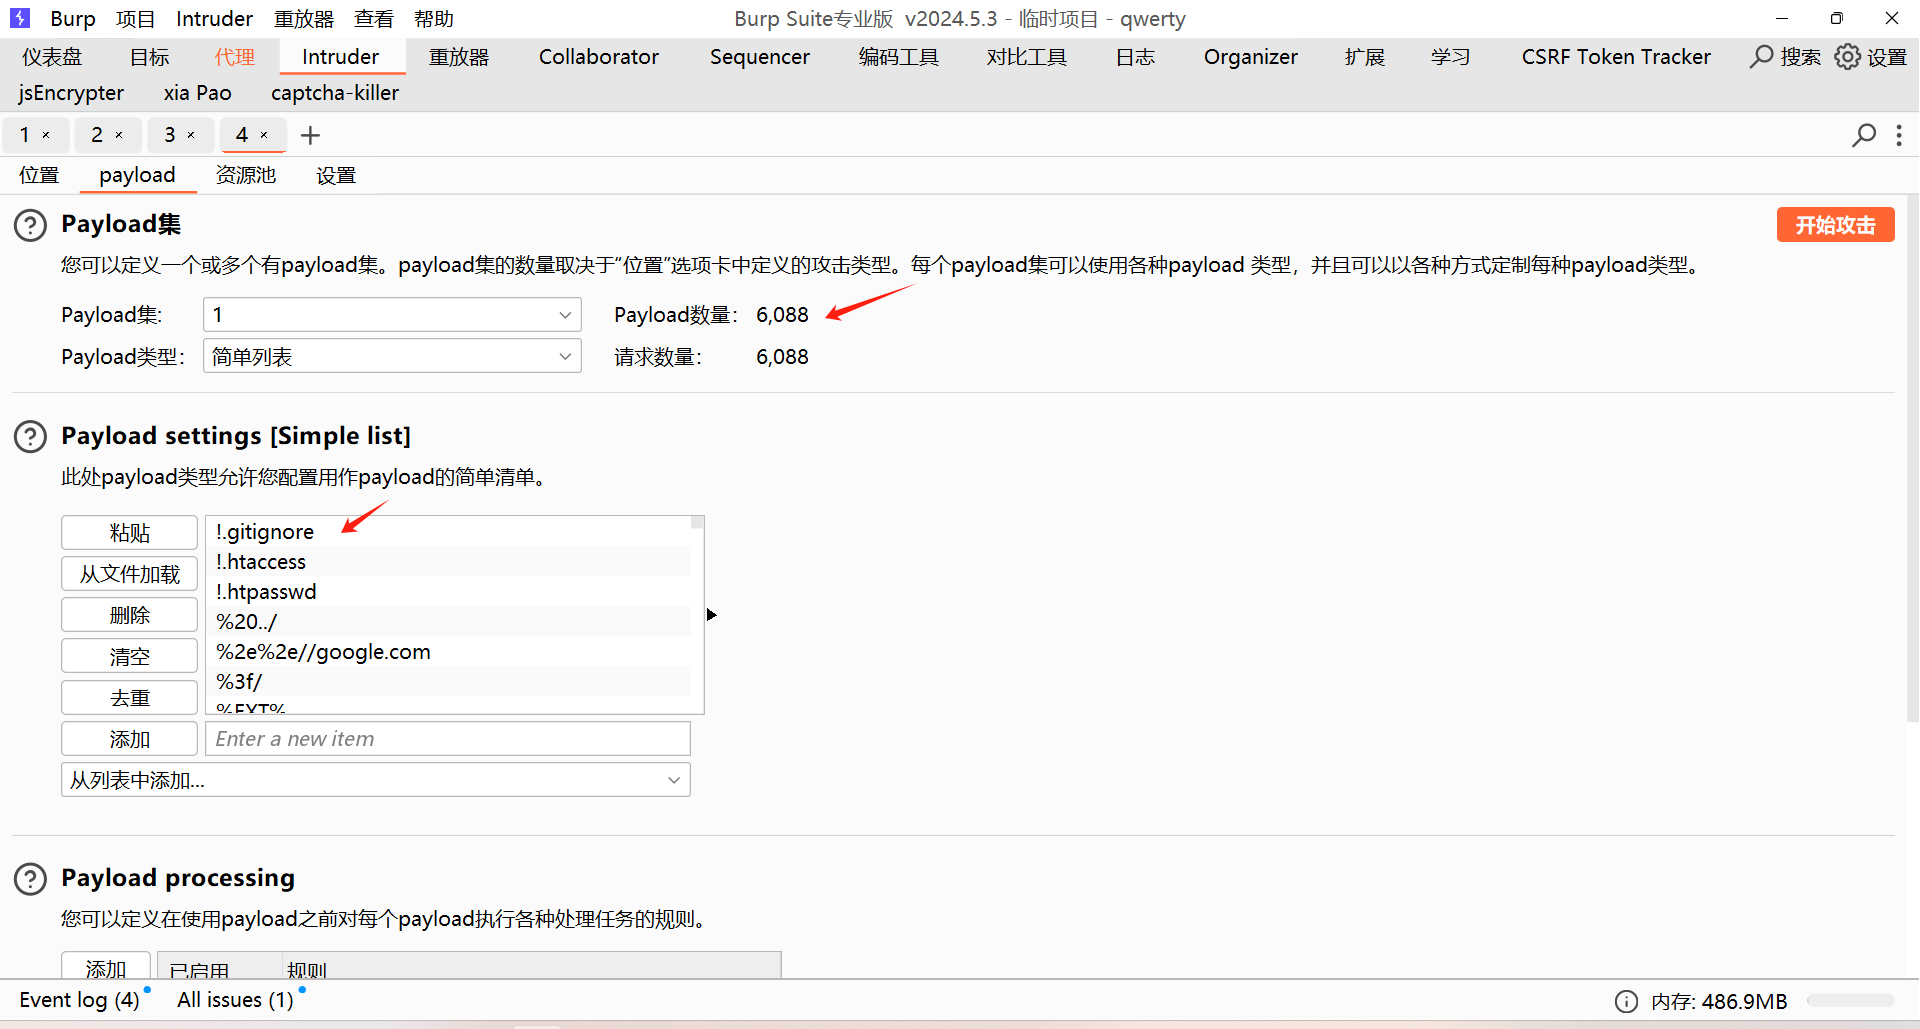 Burp 项目 Intruder 重放器 查看 帮助 Burp Suite专业版 v2024.5.3 - 临时项目 - qwerty
仪表盘 目标 代理 Intruder 重放器 Collaborator Sequencer 编码工具 对比工具 日志 Organizer 扩展 学习 CSRF Token Tracker 搜索 设置
jsEncrypter xia Pao captcha-killer
1 × 2 × 3 × 4 × +
位置 payload 资源池 设置
Payload集
开始攻击
您可以定义一个或多个有payload集。payload集的数量取决于“位置”选项卡中定义的攻击类型。每个payload集可以使用各种payload 类型，并且可以以各种方式定制每种payload类型。
Payload集: 1 Payload数量： 6,088
Payload类型： 简单列表 请求数量： 6,088
Payload settings [Simple list]
此处payload类型允许您配置用作payload的简单清单。
粘贴
从文件加载
删除
清空
去重
!.gitignore
!.htaccess
!.htpasswd
%20../
%2e%2e//google.com
%3f/
%EXT%
添加 Enter a new item
从列表中添加...
Payload processing
您可以定义在使用payload之前对每个payload执行各种处理任务的规则。
添加 已启用 规则
Event log (4) All issues (1) 内存: 486.9MB